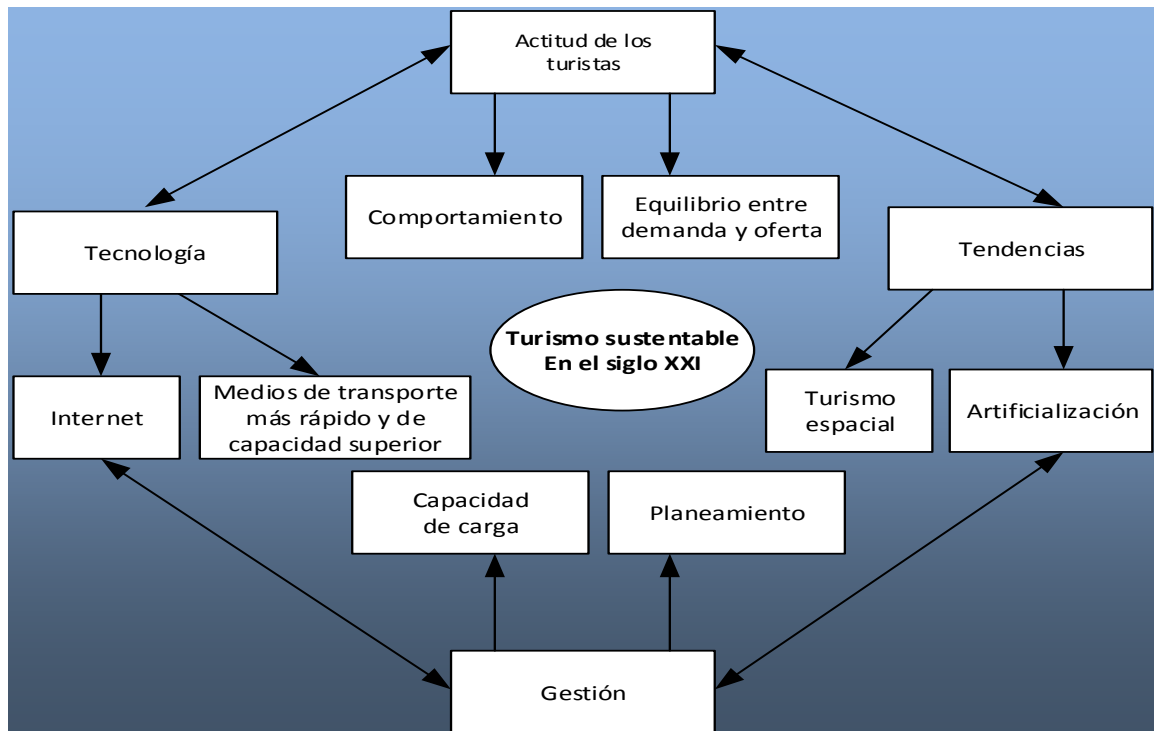 Actitud de los
turistas
Comportamiento
Equilibrio entre
demanda y oferta
Tecnología
Tendencias
Turismo sustentable
En el siglo XXI
Internet
Medios de transporte
más rápido y de
capacidad superior
Turismo
espacial
Artificialización
Capacidad
de carga
Planeamiento
Gestión